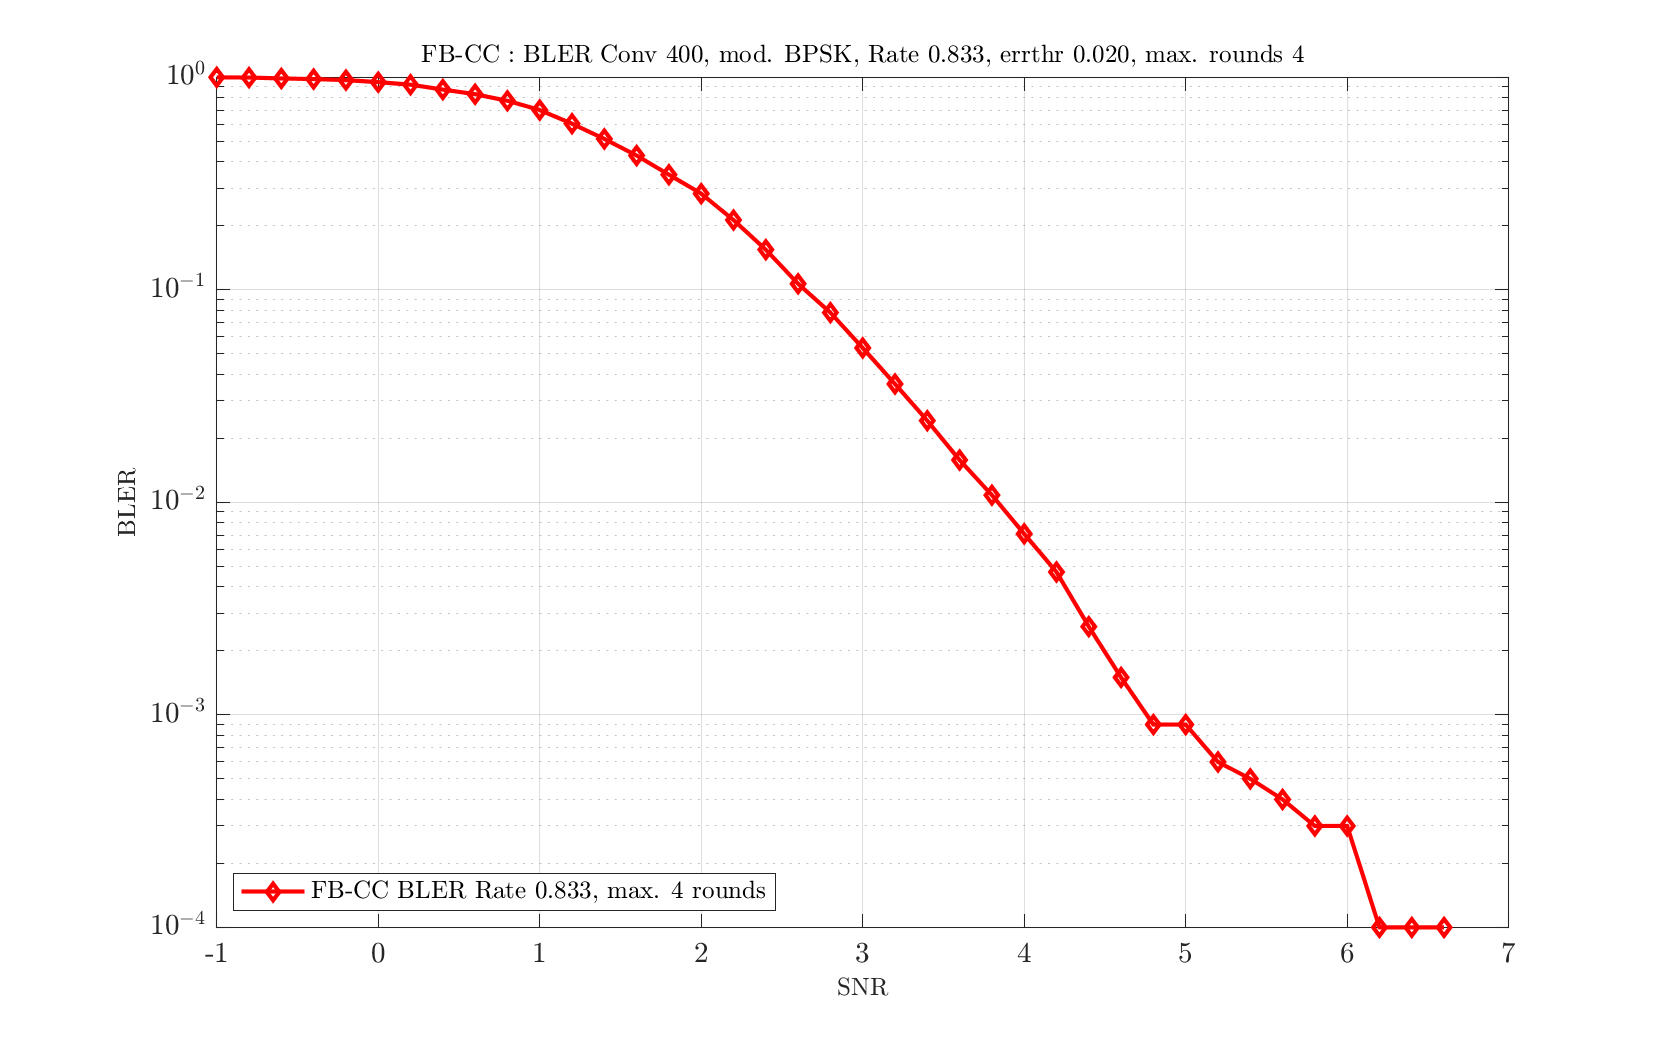 FB-CC : BLER Conv 400, mod. BPSK, Rate 0.833, errthr 0.020, max. rounds 4
10^0
10^−1
10^−2
10^−3
10^−4
BLER
FB-CC BLER Rate 0.833, max. 4 rounds
-1 0 1 2 3 4 5 6 7
SNR